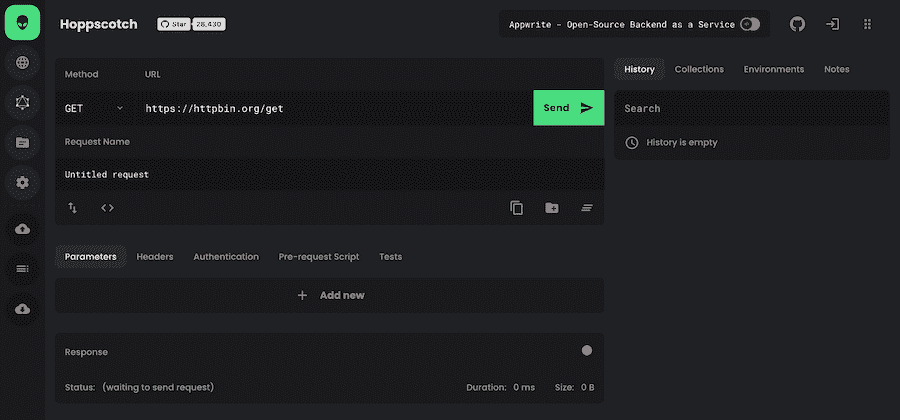 Hoppscotch
Star 28,430
Appwrite - Open-Source Backend as a Service
Method URL
GET https://httpbin.org/get
Send
Request Name
Untitled request
Parameters Headers Authentication Pre-request Script Tests
Add new
Response
Status: (waiting to send request) Duration: 0 ms Size: 0 B
History Collections Environments Notes
Search
History is empty